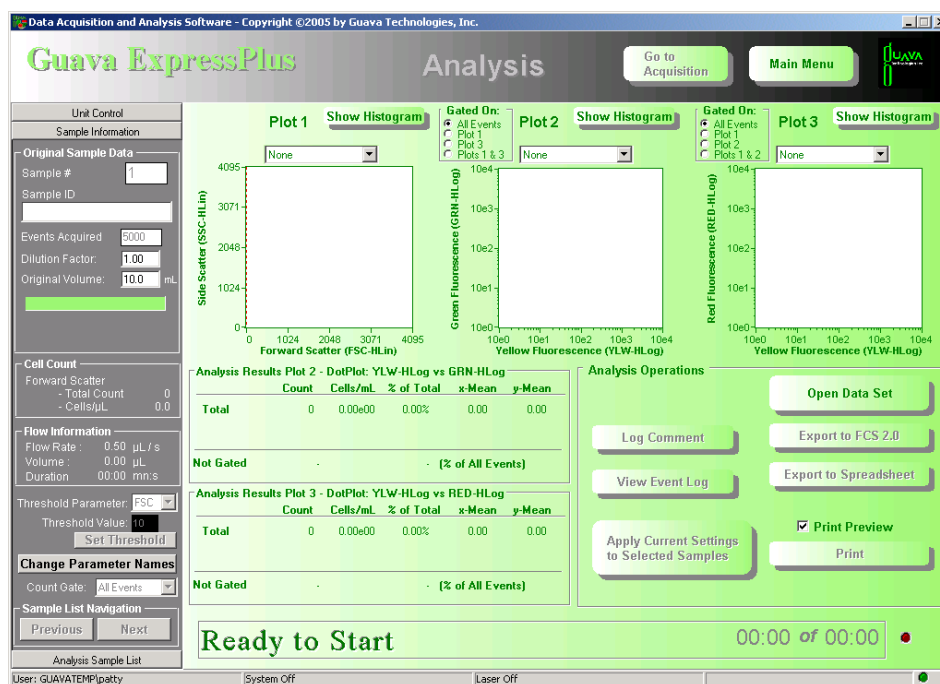 Data Acquisition and Analysis Software - Copyright ©2005 by Guava Technologies, Inc.
Guava ExpressPlus
Analysis
Go to
Acquisition
Main Menu
GUAVA
Unit Control
Sample Information
Original Sample Data
Sample # 1
Sample ID
Events Acquired 5000
Dilution Factor: 1.00
Original Volume: 10.0 mL
Cell Count
Forward Scatter
- Total Count 0
- Cells/µL 0.0
Flow Information
Flow Rate : 0.50 µL / s
Volume : 0.00 µL
Duration 00:00 mn:s
Threshold Parameter: FSC
Threshold Value: 10
Set Threshold
Change Parameter Names
Count Gate: All Events
Sample List Navigation
Previous Next
Analysis Sample List
Plot 1 Show Histogram
None
4095
3071
2048
1024
0
Side Scatter (SSC-HLin)
0 1024 2048 3071 4095
Forward Scatter (FSC-HLin)
Gated On:
All Events
Plot 1
Plot 3
Plots 1 & 3
Plot 2 Show Histogram
None
10e4
10e3
10e2
10e1
10e0
Green Fluorescence (GRN-HLog)
10e0 10e1 10e2 10e3 10e4
Yellow Fluorescence (YLW-HLog)
Gated On:
All Events
Plot 1
Plot 2
Plots 1 & 2
Plot 3 Show Histogram
None
10e4
10e3
10e2
10e1
10e0
Red Fluorescence (RED-HLog)
10e0 10e1 10e2 10e3 10e4
Yellow Fluorescence (YLW-HLog)
Analysis Results Plot 2 - DotPlot: YLW-HLog vs GRN-HLog
Count Cells/mL % of Total x-Mean y-Mean
Total 0 0.00e00 0.00% 0.00 0.00
Not Gated - - (% of All Events)
Analysis Results Plot 3 - DotPlot: YLW-HLog vs RED-HLog
Count Cells/mL % of Total x-Mean y-Mean
Total 0 0.00e00 0.00% 0.00 0.00
Not Gated - - (% of All Events)
Analysis Operations
Open Data Set
Log Comment
Export to FCS 2.0
View Event Log
Export to Spreadsheet
Apply Current Settings
to Selected Samples
Print Preview
Print
Ready to Start
00:00 of 00:00
User: GUAVATEMP\patty
System Off
Laser Off